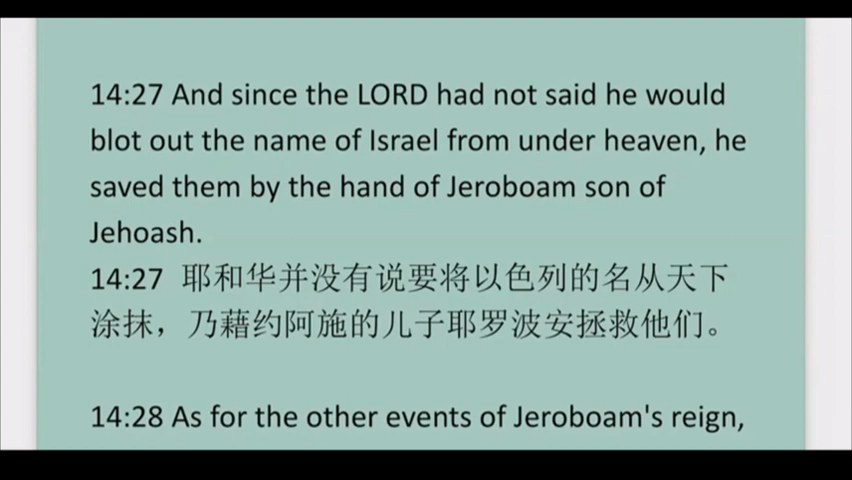 14:27 And since the LORD had not said he would
blot out the name of Israel from under heaven, he
saved them by the hand of Jeroboam son of
Jehoash.
14:27 耶和华并没有说要将以色列的名从天下
涂抹，乃藉约阿施的儿子耶罗波安拯救他们。
14:28 As for the other events of Jeroboam's reign,